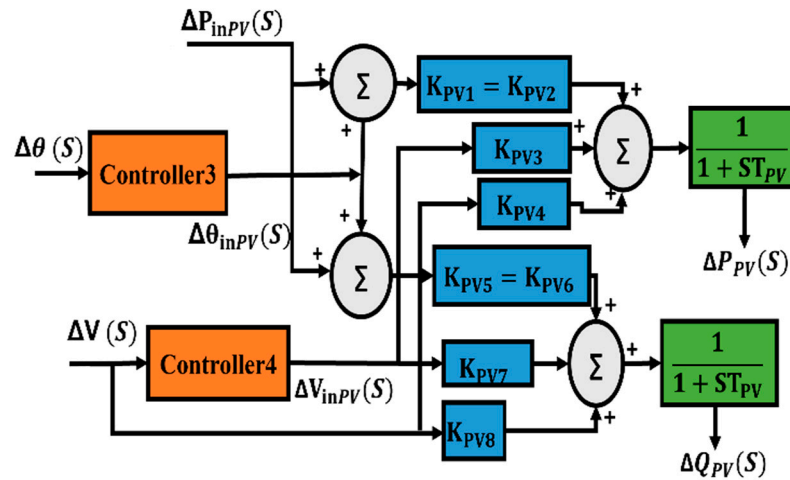 ΔP_inPV(S)
+
Σ
+
K_PV1 = K_PV2
+
Δθ (S)
Controller3
+
K_PV3
+
Σ
1
1 + ST_PV
K_PV4
+
Δθ_inPV(S)
+
Σ
K_PV5 = K_PV6
ΔP_PV(S)
+
ΔV (S)
Controller4
ΔV_inPV(S)
K_PV7
+
Σ
+
1
1 + ST_PV
K_PV8
+
ΔQ_PV(S)